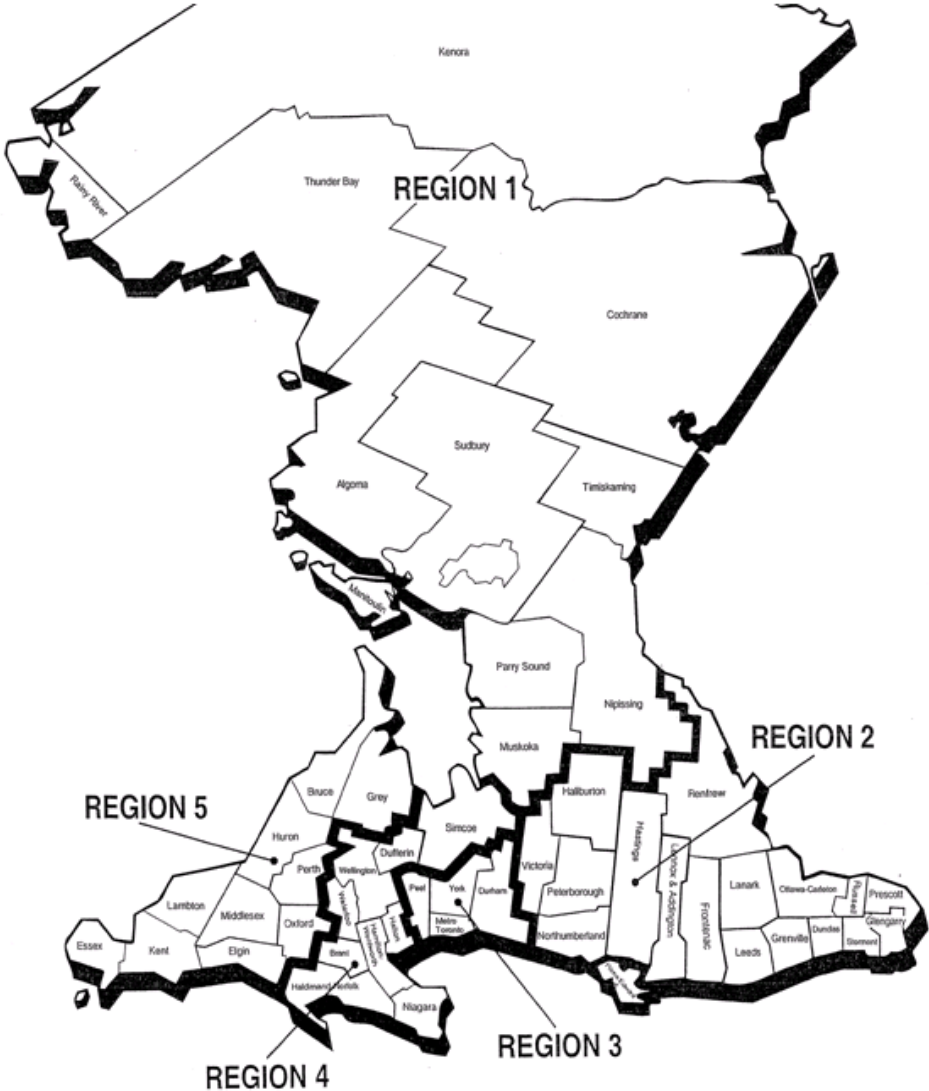 Kenora
Rainy River
Thunder Bay
REGION 1
Cochrane
Sudbury
Algoma
Timiskaming
Manitoulin
Parry Sound
Nipissing
Muskoka
REGION 2
Bruce
Grey
Haliburton
Renfrew
REGION 5
Simcoe
Hastings
Huron
Dufferin
Perth
Wellington
Victoria
Peel
York
Durham
Peterborough
Lennox & Addington
Frontenac
Lanark
Ottawa-Carleton
Russell
Prescott
Glengarry
Lambton
Middlesex
Oxford
Waterloo
Halton
Hamilton
Wentworth
Metro
Toronto
Northumberland
Leeds
Grenville
Dundas
Stormont
Essex
Kent
Elgin
Brant
Haldimand Norfolk
Niagara
Prince Edward
REGION 3
REGION 4